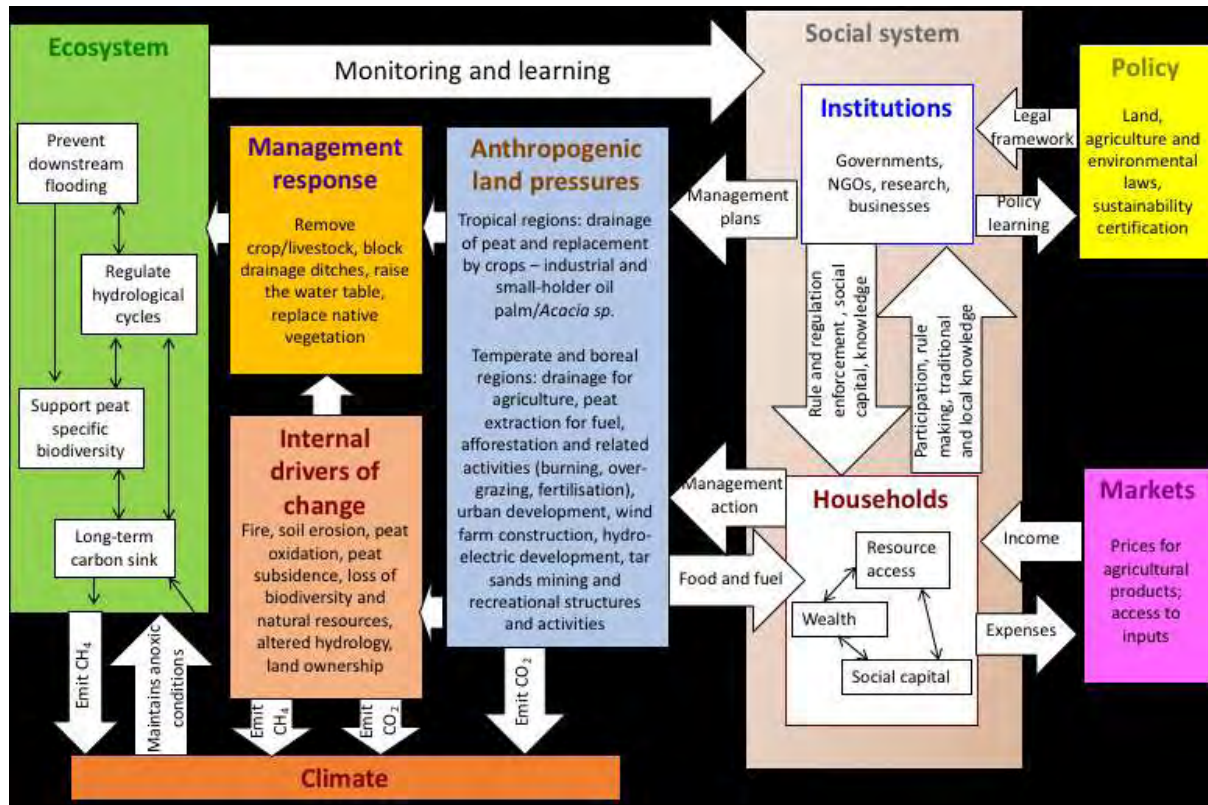 Ecosystem
Prevent
downstream
flooding
Regulate
hydrological
cycles
Support peat
specific
biodiversity
Long-term
carbon sink
Monitoring and learning
Management
response
Remove
crop/livestock, block
drainage ditches, raise
the water table,
replace native
vegetation
Internal
drivers of
change
Fire, soil erosion, peat
oxidation, peat
subsidence, loss of
biodiversity and
natural resources,
altered hydrology,
land ownership
Anthropogenic
land pressures
Tropical regions: drainage
of peat and replacement
by crops – industrial and
small-holder oil
palm/Acacia sp.
Temperate and boreal
regions: drainage for
agriculture, peat
extraction for fuel,
afforestation and related
activities (burning, over-
grazing, fertilisation),
urban development, wind
farm construction, hydro-
electric development, tar
sands mining and
recreational structures
and activities
Management
plans
Management
action
Food and fuel
Social system
Institutions
Governments,
NGOs, research,
businesses
Rule and regulation
enforcement , social
capital, knowledge
Participation, rule
making, traditional
and local knowledge
Households
Resource
access
Wealth
Social capital
Legal
framework
Policy
learning
Policy
Land,
agriculture and
environmental
laws,
sustainability
certification
Income
Expenses
Markets
Prices for
agricultural
products;
access to
inputs
Emit CH₄
Maintains anoxic
conditions
Emit
CH₄
Emit
CO₂
Emit CO₂
Climate